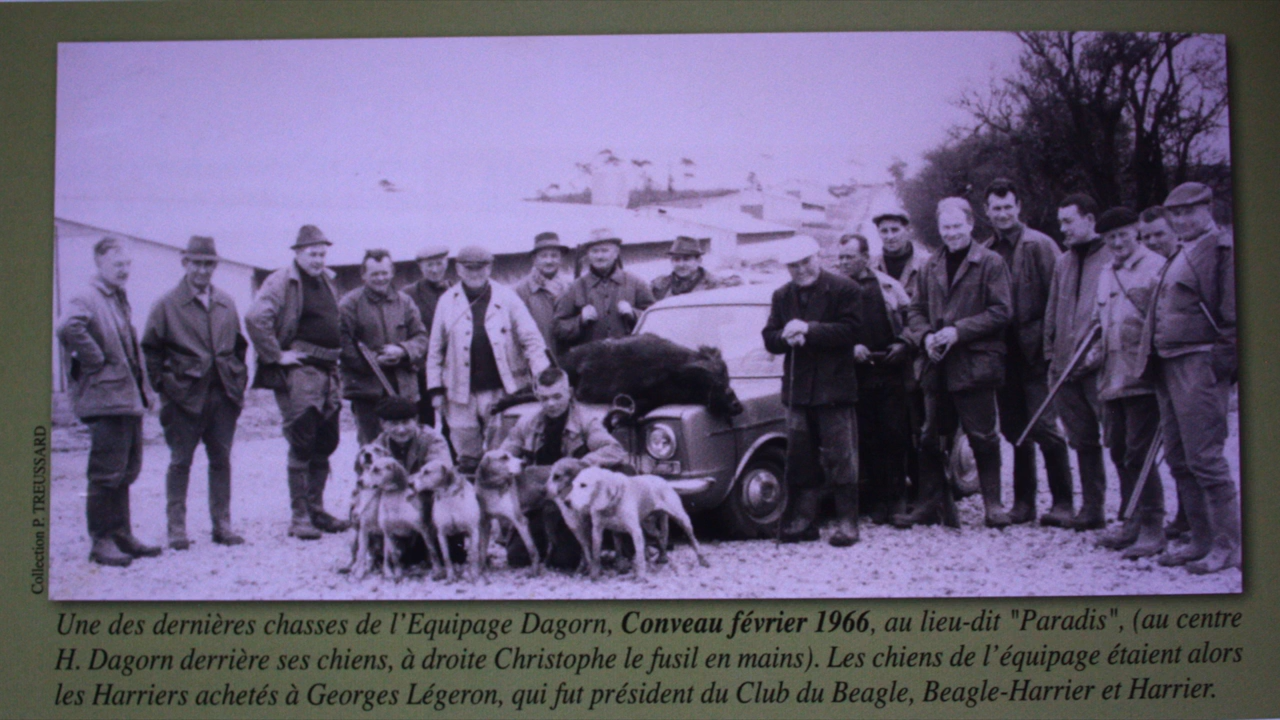 Collection P. TREUSSARD
Une des dernières chasses de l'Equipage Dagorn, Conveau février 1966, au lieu-dit "Paradis", (au centre
H. Dagorn derrière ses chiens, à droite Christophe le fusil en mains). Les chiens de l'équipage étaient alors
les Harriers achetés à Georges Légeron, qui fut président du Club du Beagle, Beagle-Harrier et Harrier.